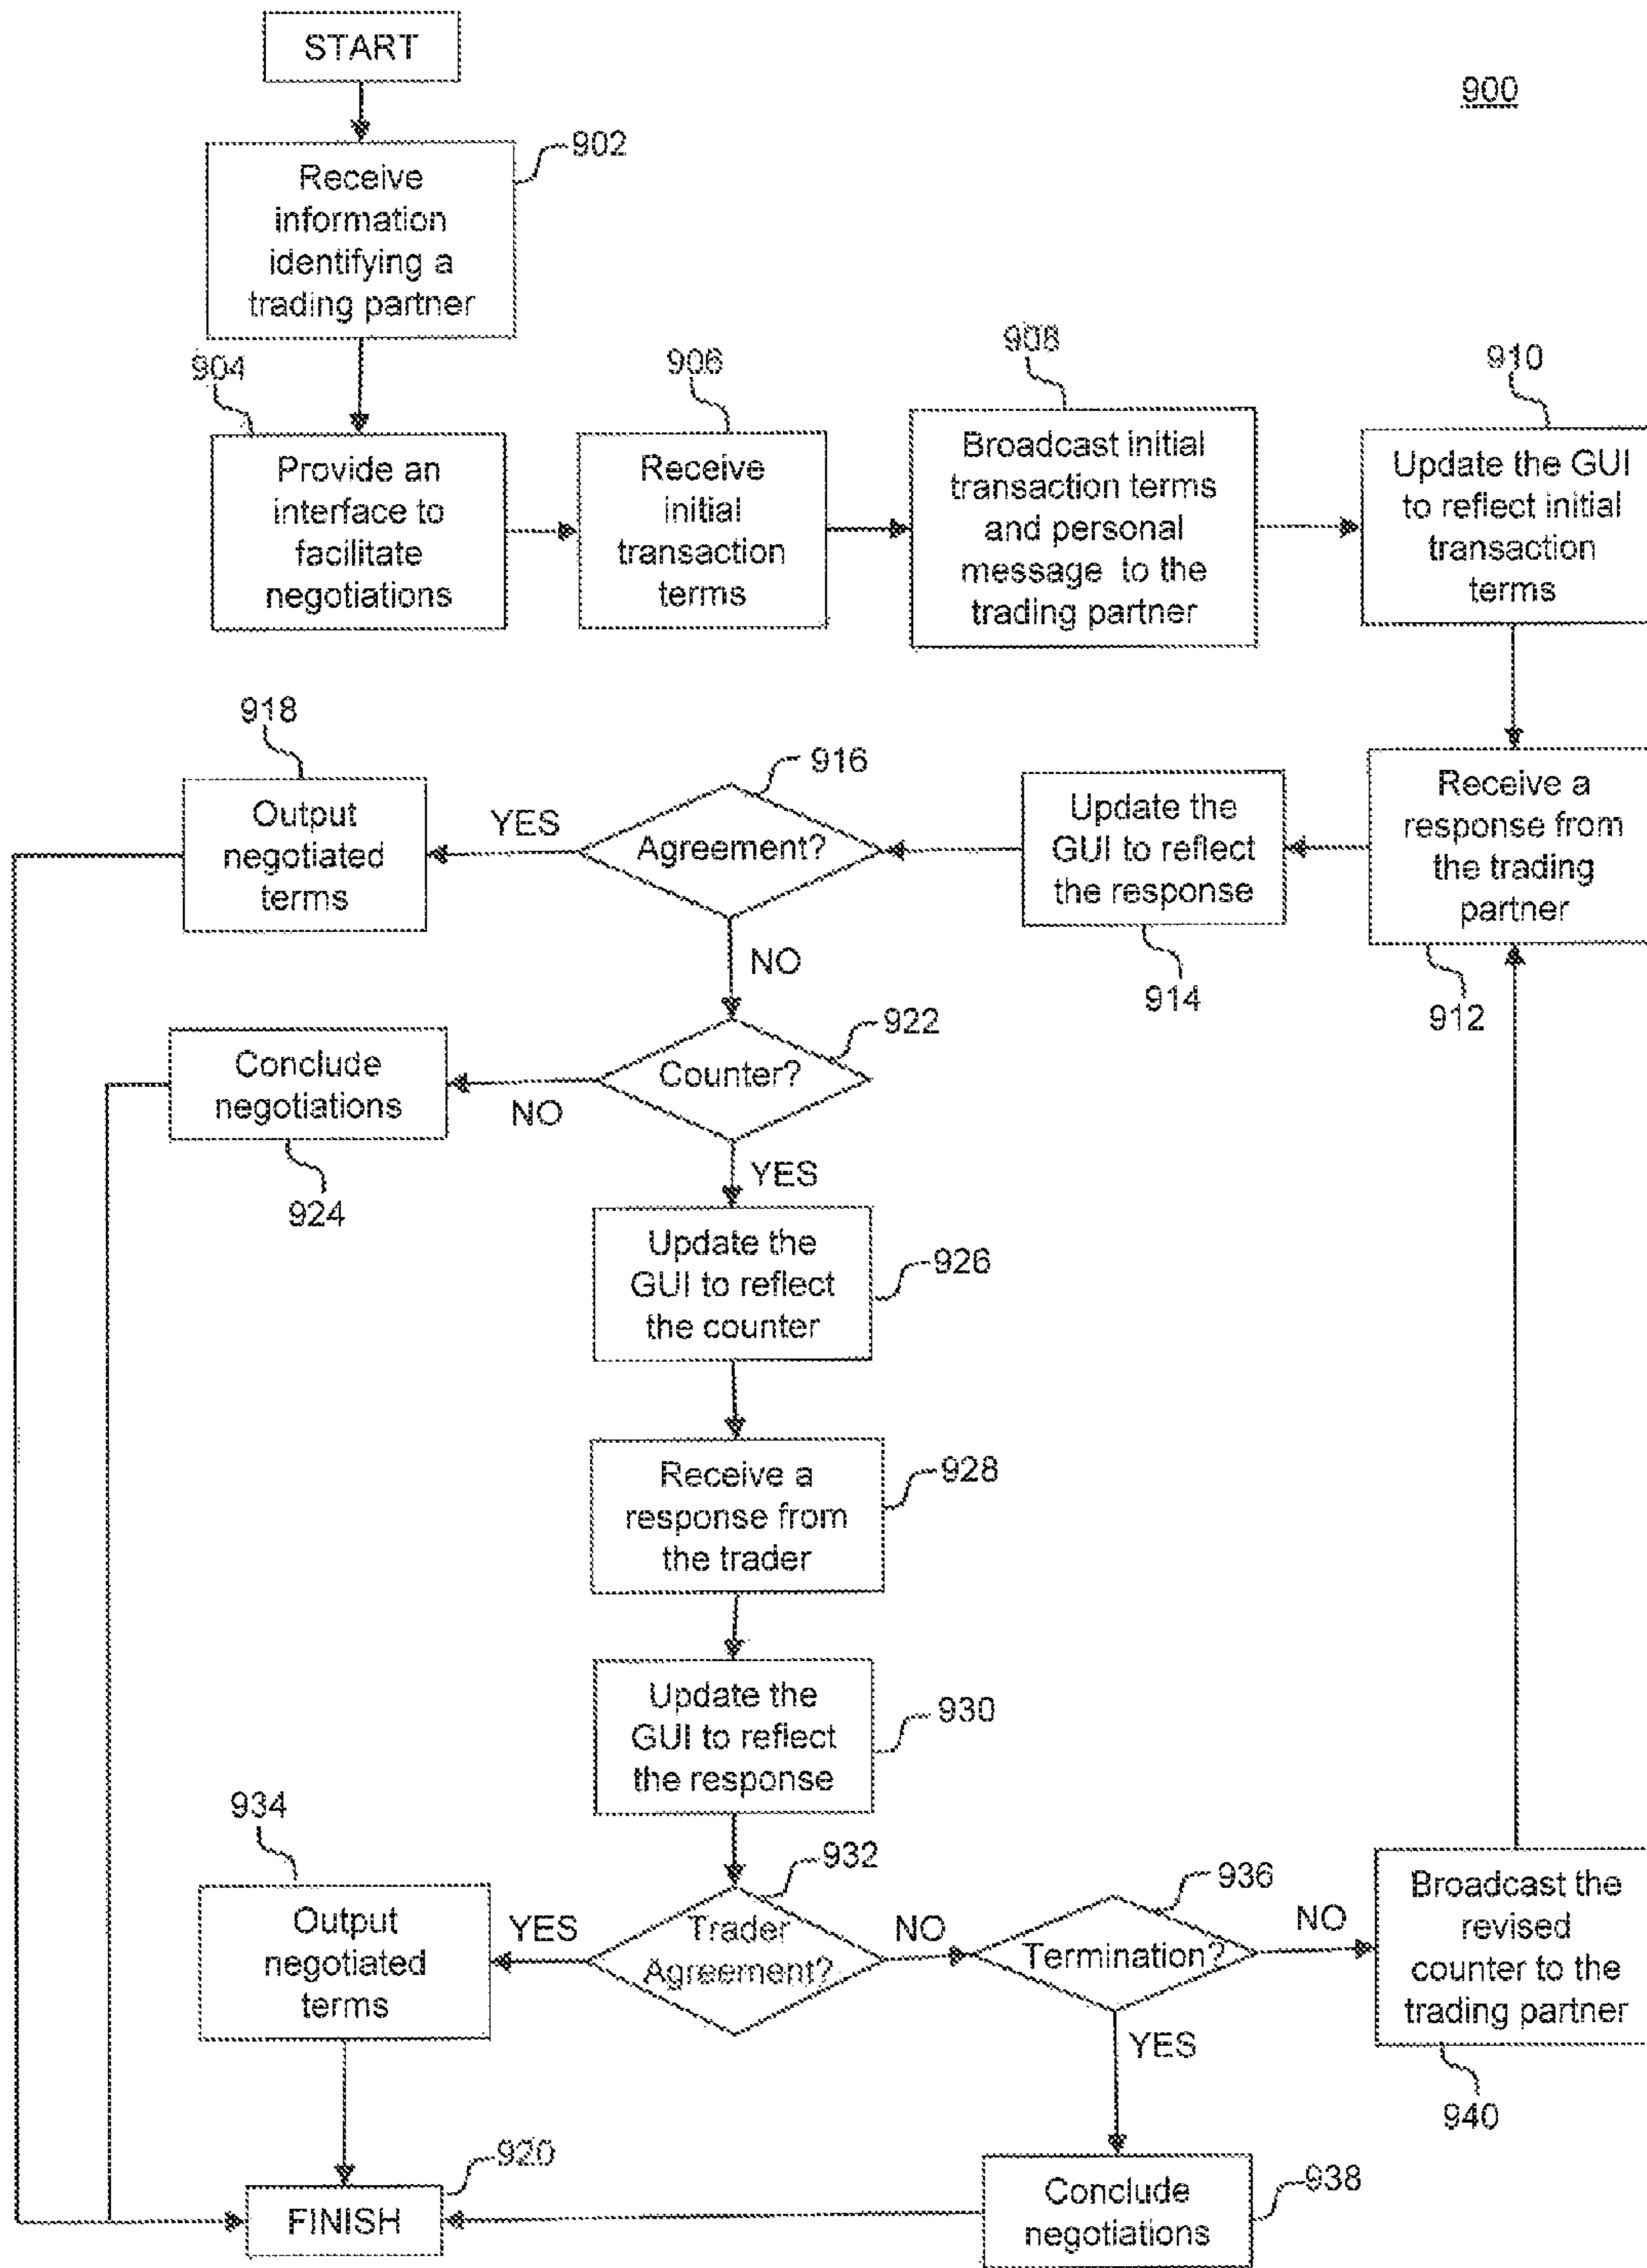 START
900
902
Receive
information
identifying a
trading partner
904
Provide an
interface to
facilitate
negotiations
906
Receive
initial
transaction
terms
908
Broadcast initial
transaction terms
and personal
message to the
trading partner
910
Update the GUI
to reflect initial
transaction
terms
918
Output
negotiated
terms
YES
916
Agreement?
NO
Update the
GUI to reflect
the response
914
Receive a
response from
the trading
partner
912
Conclude
negotiations
924
NO
922
Counter?
YES
Update the
GUI to reflect
the counter
926
Receive a
response from
the trader
928
Update the
GUI to reflect
the response
930
934
Output
negotiated
terms
YES
932
Trader
Agreement?
NO
936
Termination?
NO
YES
Broadcast the
revised
counter to the
trading partner
940
920
FINISH
Conclude
negotiations
938